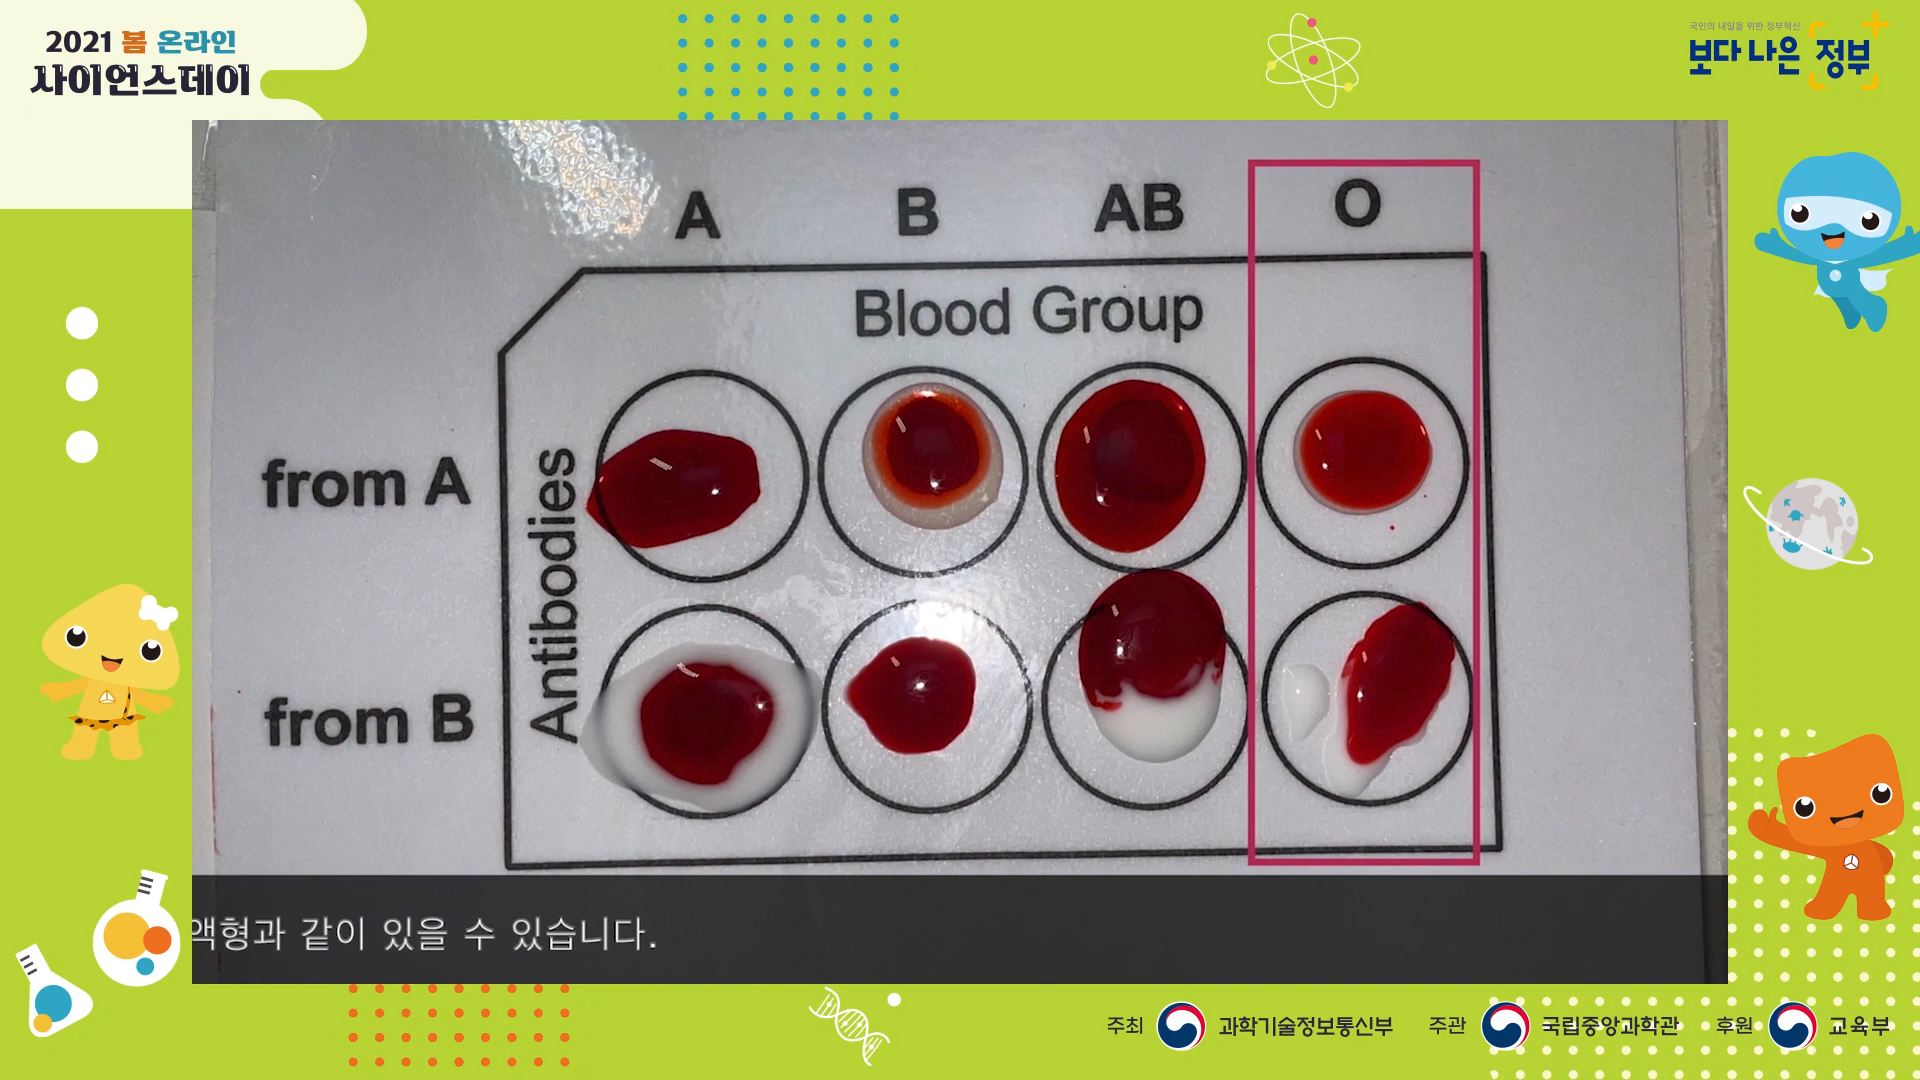 2021 봄 온라인
사이언스데이
국민의 내일을 위한 정부혁신
보다 나은 정부
A B AB O
Blood Group
Antibodies
from A
from B
액형과 같이 있을 수 있습니다.
주최 과학기술정보통신부 주관 국립중앙과학관 후원 교육부